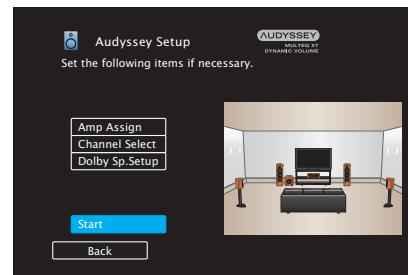 Audyssey Setup
AUDYSSEY
MULTEQ XT
DYNAMIC VOLUME
Set the following items if necessary.
Amp Assign
Channel Select
Dolby Sp.Setup
Start
Back